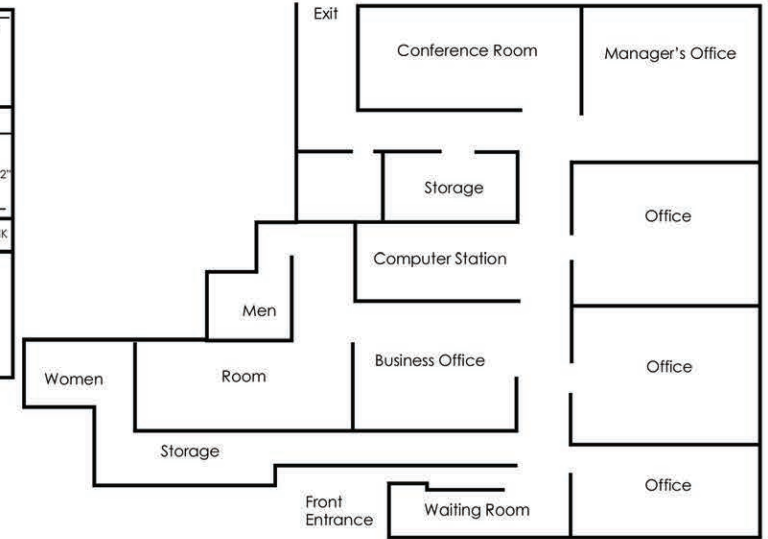 Exit
Conference Room
Manager's Office
2"
K
Storage
Office
Computer Station
Men
Business Office
Office
Women
Room
Storage
Office
Front
Entrance
Waiting Room